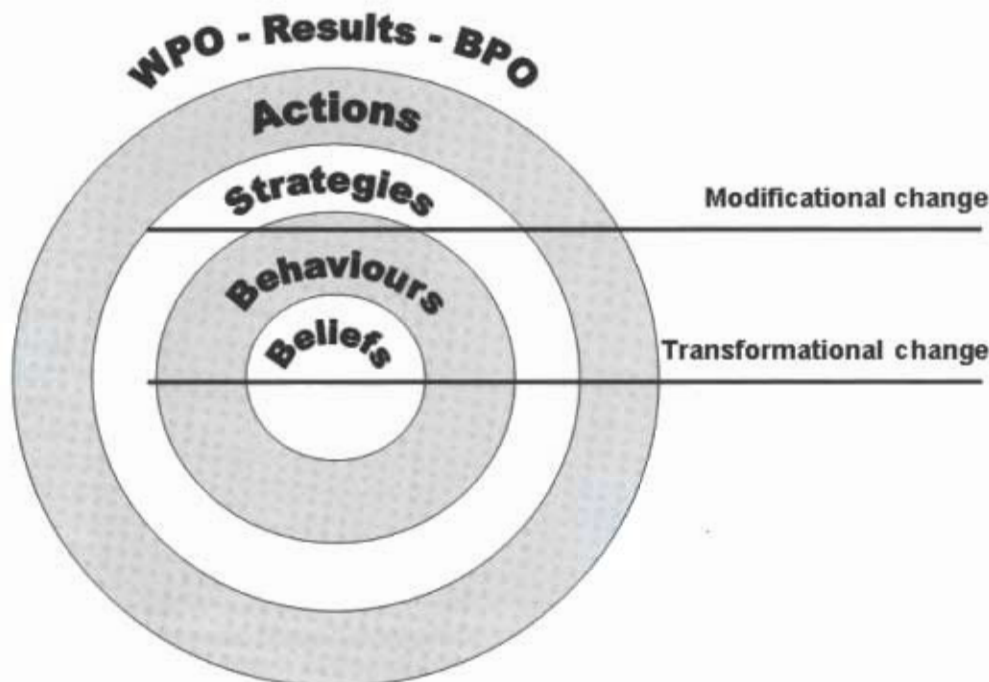 WPO - Results - BPO
Actions
Strategies
Modificational change
Behaviours
Beliefs
Transformational change